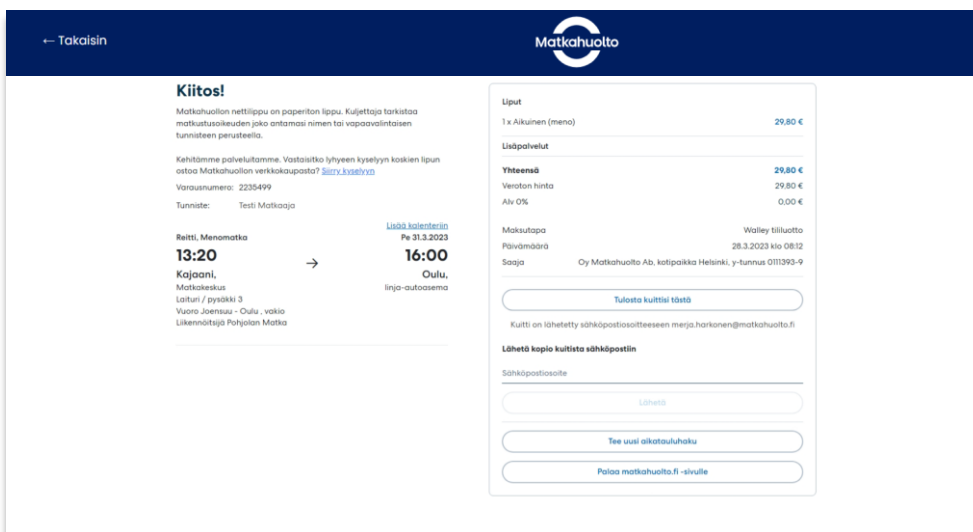 ← Takaisin
Matkahuolto
Kiitos!
Matkahuollon nettilippu on paperiton lippu. Kuljettaja tarkistaa
matkustusoikeuden joko antamasi nimen tai vapaavalintaisen
tunnisteen perusteella.
Kehitämme palveluitamme. Vastaisitko lyhyeen kyselyyn koskien lipun
ostoa Matkahuollon verkkokaupasta? Siirry kyselyyn
Varausnumero: 2235499
Tunniste: Testi Matkaaja
Lisää kalenteriin
Reitti, Menomatka Pe 31.3.2023
13:20 → 16:00
Kajaani, Oulu,
Matkakeskus linja-autoasema
Laituri / pysäkki 3
Vuoro Joensuu - Oulu , vakio
Liikennöitsijä Pohjolan Matka
Liput
1 x Aikuinen (meno) 29,80 €
Lisäpalvelut
Yhteensä 29,80 €
Veroton hinta 29,80 €
Alv 0% 0,00 €
Maksutapa Walley tililuotto
Päivämäärä 28.3.2023 klo 08:12
Saaja Oy Matkahuolto Ab, kotipaikka Helsinki, y-tunnus 0111393-9
Tulosta kuittisi tästä
Kuitti on lähetetty sähköpostiosoitteeseen merja.harkonen@matkahuolto.fi
Lähetä kopio kuitista sähköpostiin
Sähköpostiosoite
Lähetä
Tee uusi aikatauluhaku
Palaa matkahuolto.fi -sivulle